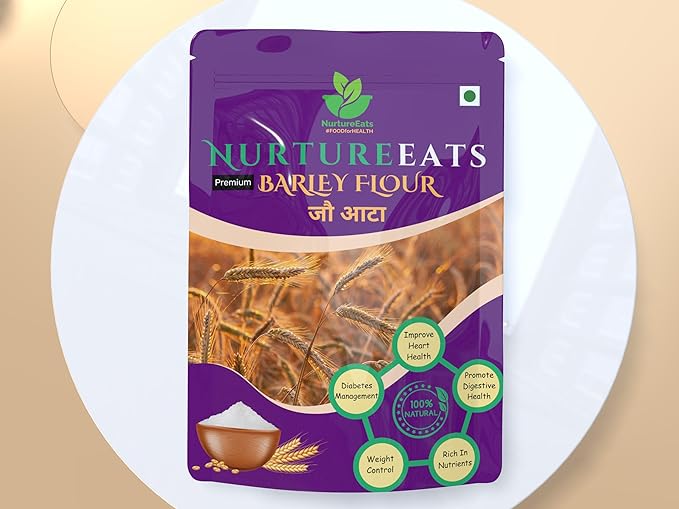 NurtureEats
#FOODforHEALTH
NURTUREEATS
Premium BARLEY FLOUR
जौ आटा
Improve
Heart
Health
Diabetes
Management
Promote
Digestive
Health
100%
NATURAL
Weight
Control
Rich In
Nutrients